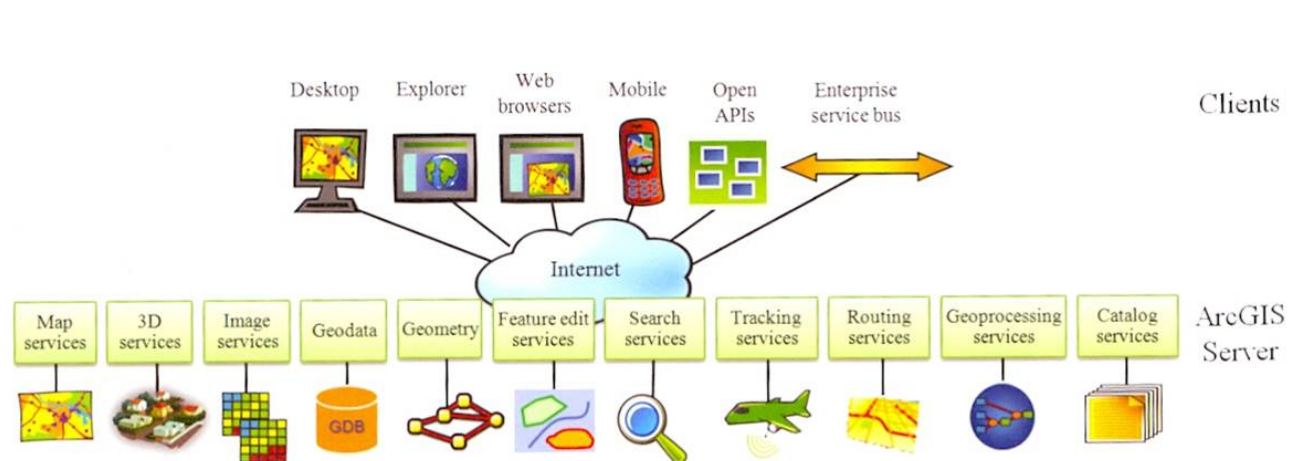 Desktop
Explorer
Web
browsers
Mobile
Open
APIs
Enterprise
service bus
Clients
Internet
Map
services
3D
services
Image
services
Geodata
Geometry
Feature edit
services
Search
services
Tracking
services
Routing
services
Geoprocessing
services
Catalog
services
ArcGIS
Server
GDB